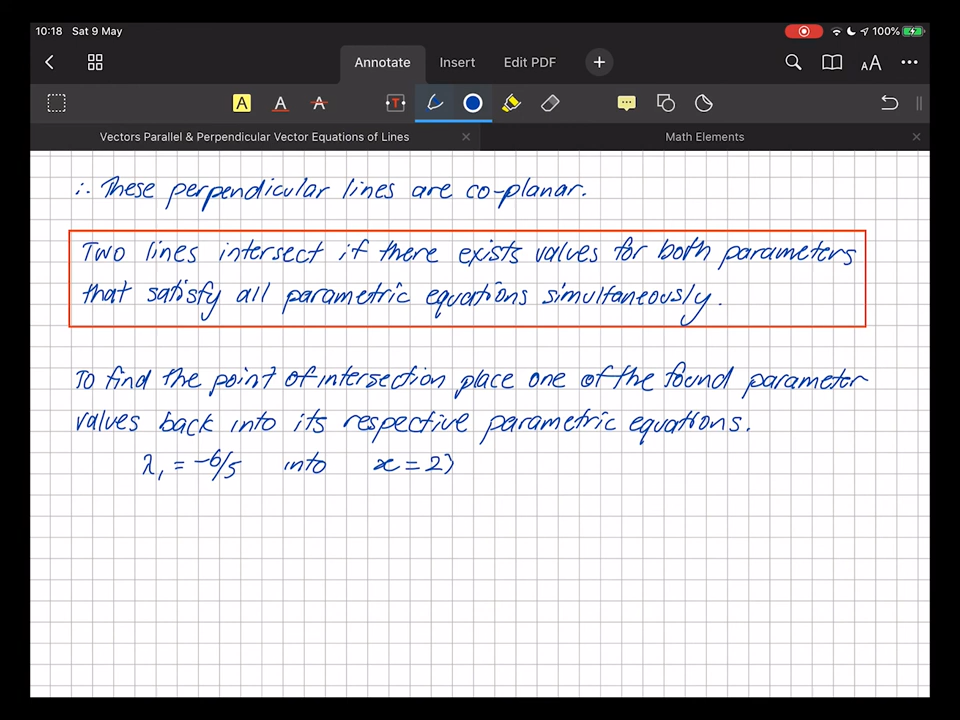 10:18 Sat 9 May 100%
Annotate Insert Edit PDF
A A A T AA
Vectors Parallel & Perpendicular Vector Equations of Lines Math Elements
∴ These perpendicular lines are co-planar.
Two lines intersect if there exists values for both parameters
that satisfy all parametric equations simultaneously.
To find the point of intersection place one of the found parameter
values back into its respective parametric equations.
λ₁ = -6/5 into x = 2